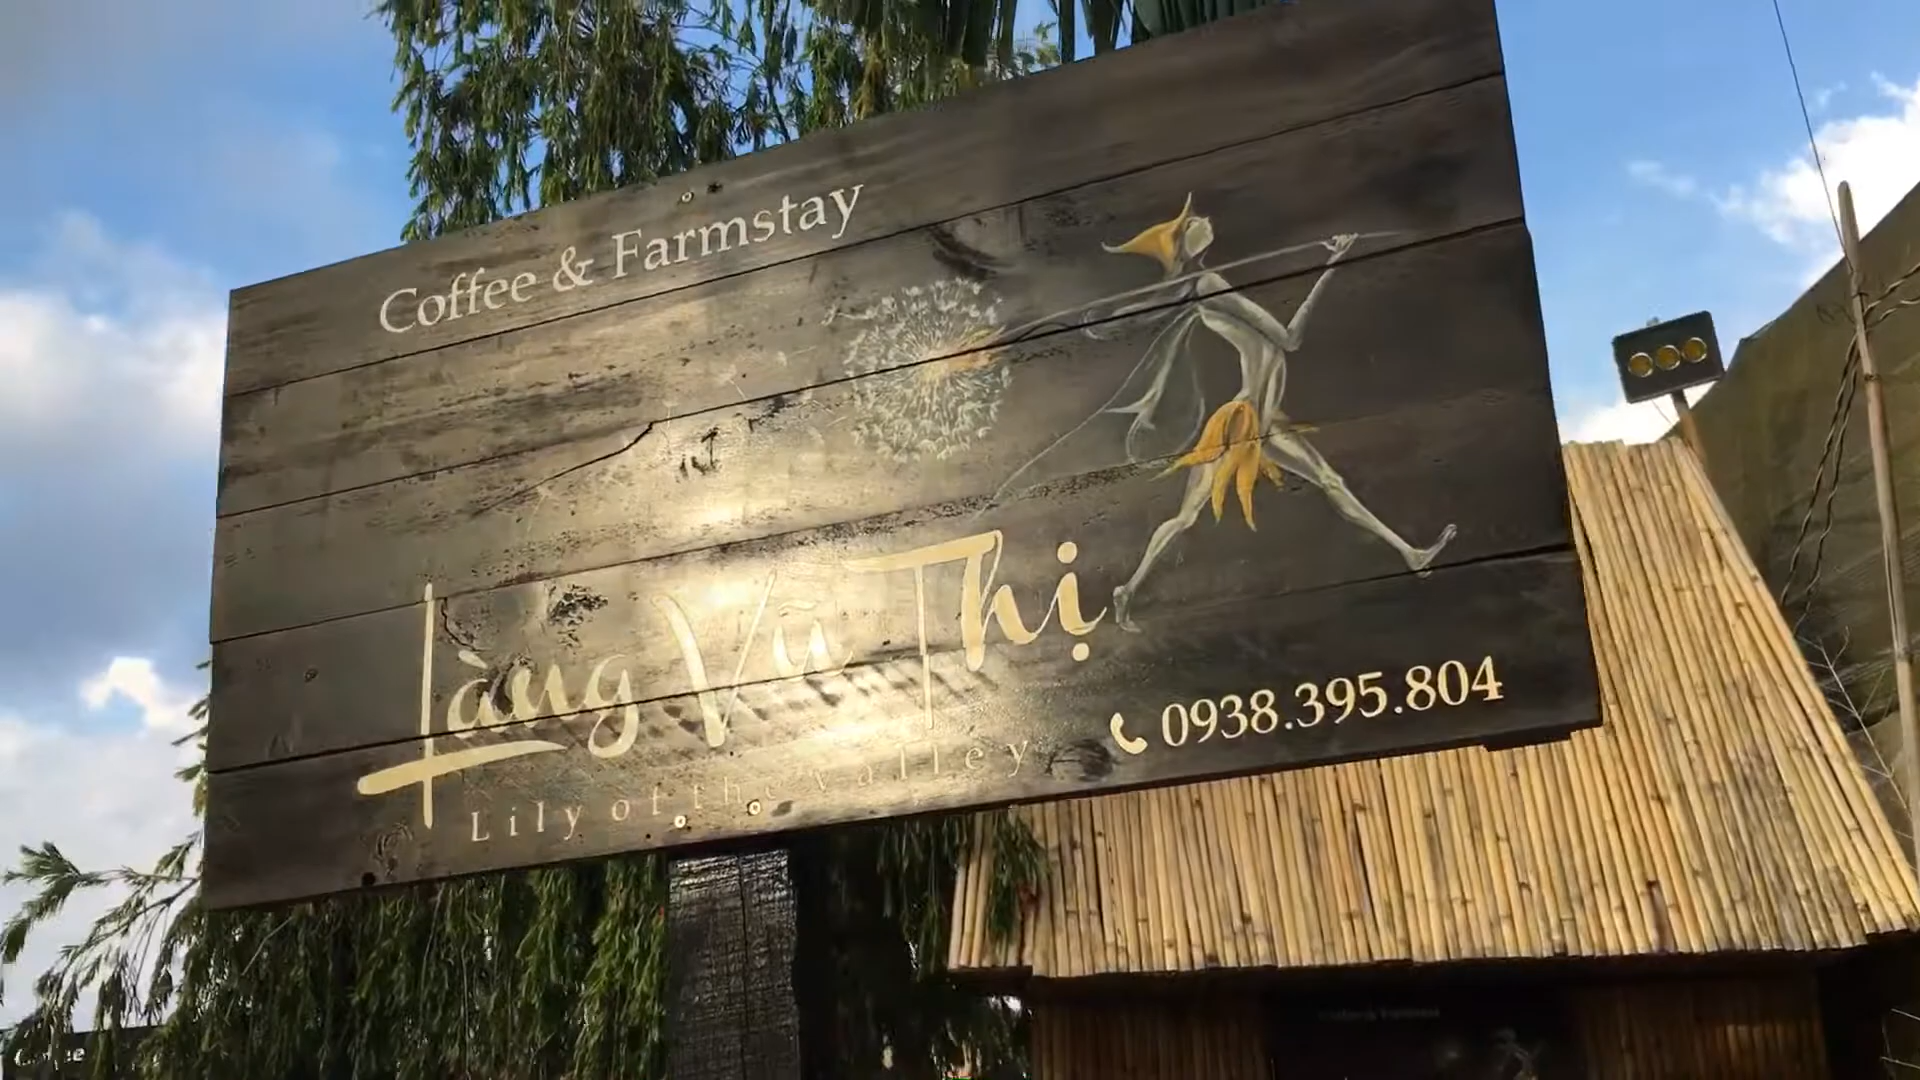 Coffee & Farmstay
Làng Vũ Thị
Lily of the valley
0938.395.804